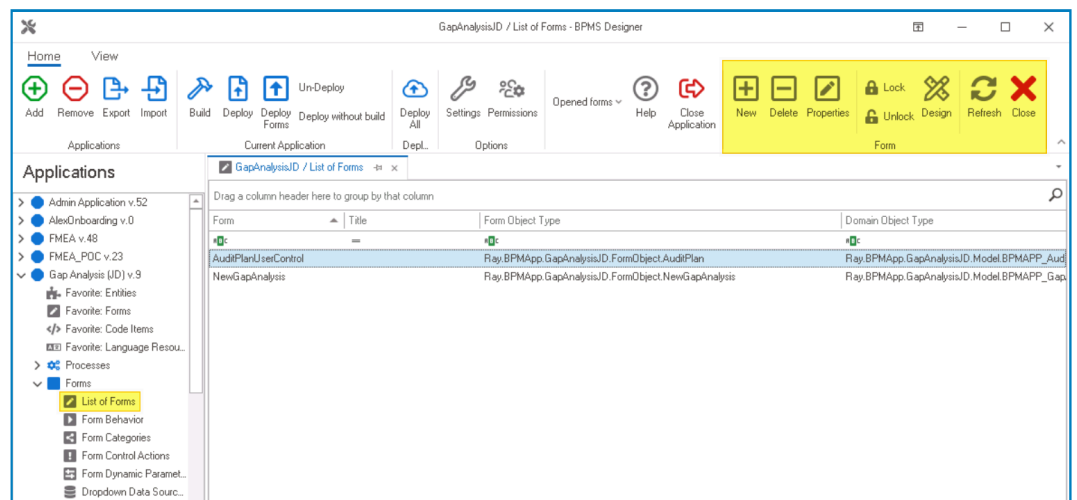 GapAnalysisJD / List of Forms - BPMS Designer
Home View
Add Remove Export Import Build Deploy Deploy Forms Un-Deploy Deploy without build Deploy All Settings Permissions Opened forms Help Close Application New Delete Properties Lock Unlock Design Refresh Close
Applications Current Application Depl... Options Form
Applications
GapAnalysisJD / List of Forms
Drag a column header here to group by that column
Form Title Form Object Type Domain Object Type
AuditPlanUserControl Ray.BPMApp.GapAnalysisJD.FormObject.AuditPlan Ray.BPMApp.GapAnalysisJD.Model.BPMAPP_Aud
NewGapAnalysis Ray.BPMApp.GapAnalysisJD.FormObject.NewGapAnalysis Ray.BPMApp.GapAnalysisJD.Model.BPMAPP_Gap
Admin Application v.52
AlexOnboarding v.0
FMEA v.48
FMEA_POC v.23
Gap Analysis (JD) v.9
Favorite: Entities
Favorite: Forms
Favorite: Code Items
Favorite: Language Resou...
Processes
Forms
List of Forms
Form Behavior
Form Categories
Form Control Actions
Form Dynamic Paramet...
Dropdown Data Sourc...